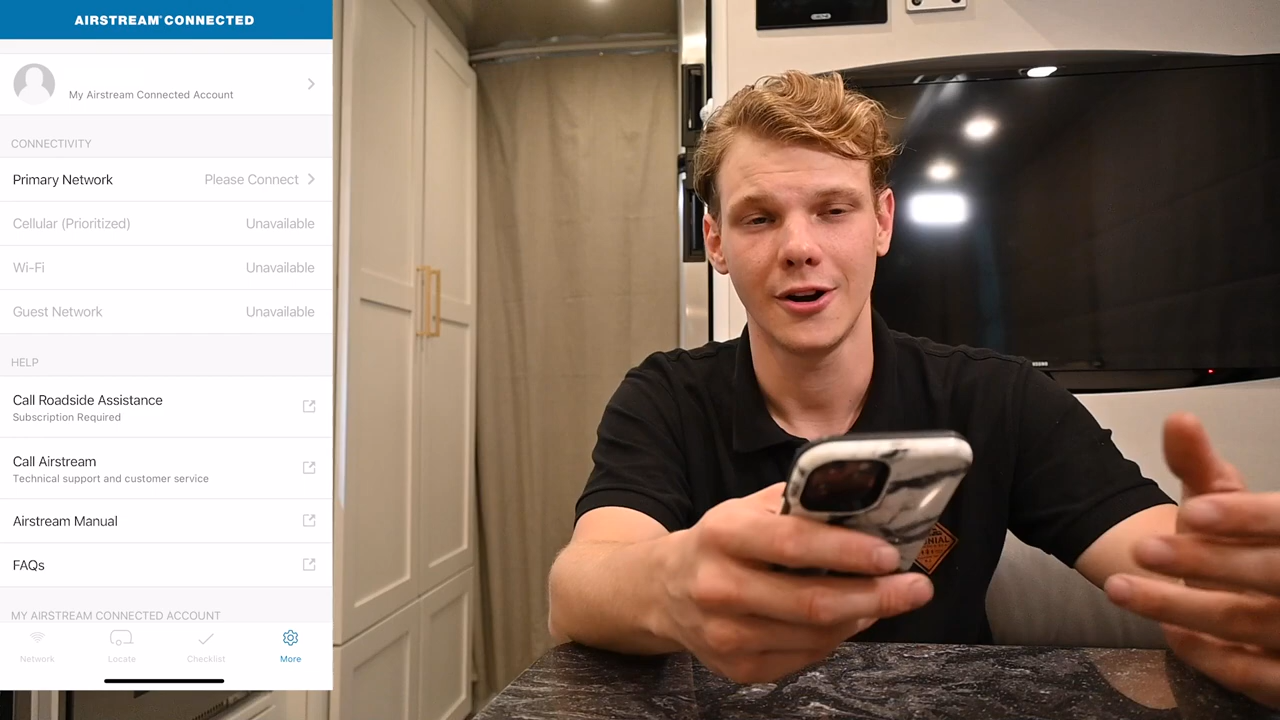 AIRSTREAM® CONNECTED
My Airstream Connected Account
CONNECTIVITY
Primary Network
Please Connect
Cellular (Prioritized)
Unavailable
Wi-Fi
Unavailable
Guest Network
Unavailable
HELP
Call Roadside Assistance
Subscription Required
Call Airstream
Technical support and customer service
Airstream Manual
FAQs
MY AIRSTREAM CONNECTED ACCOUNT
Network
Locate
Checklist
More
SAMSUNG